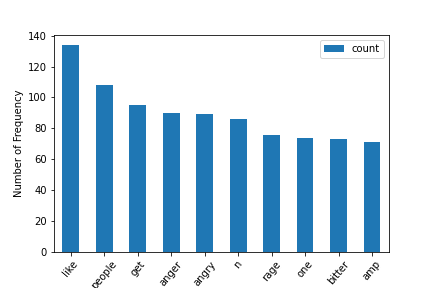 count
Number of Frequency
140
120
100
80
60
40
20
0
like
people
get
anger
angry
n
rage
one
bitter
amp